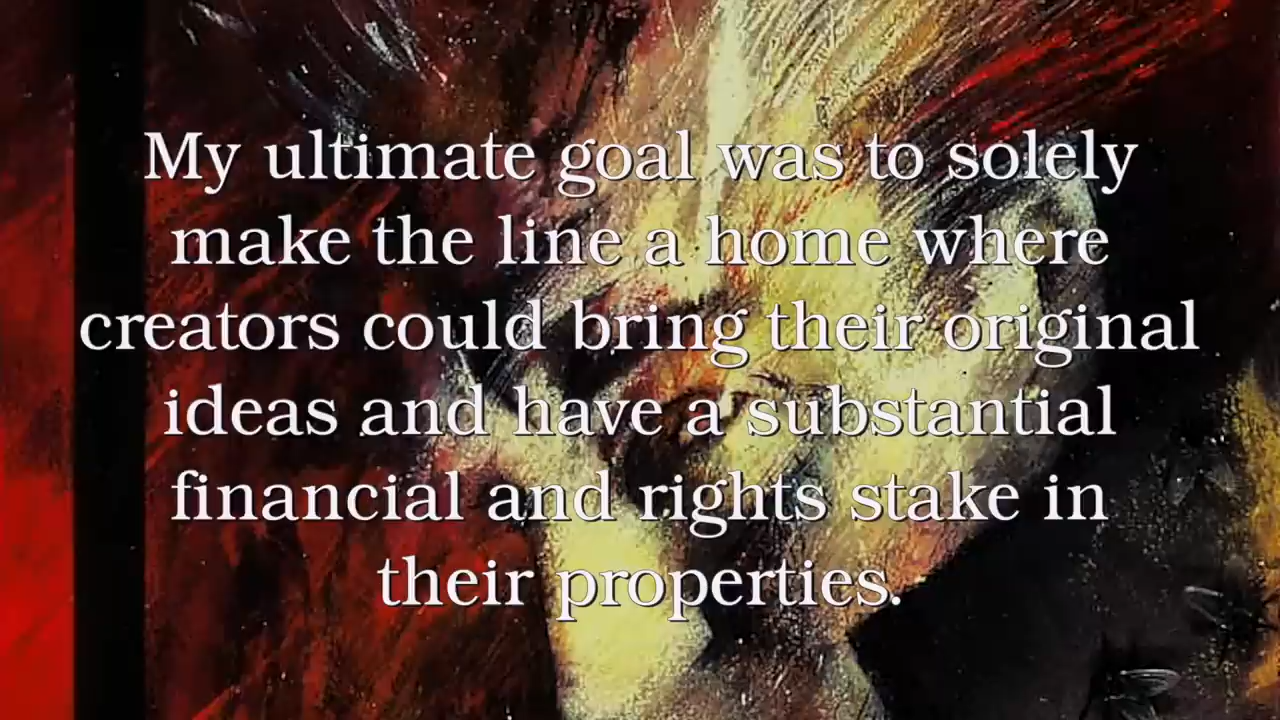 My ultimate goal was to solely
make the line a home where
creators could bring their original
ideas and have a substantial
financial and rights stake in
their properties.